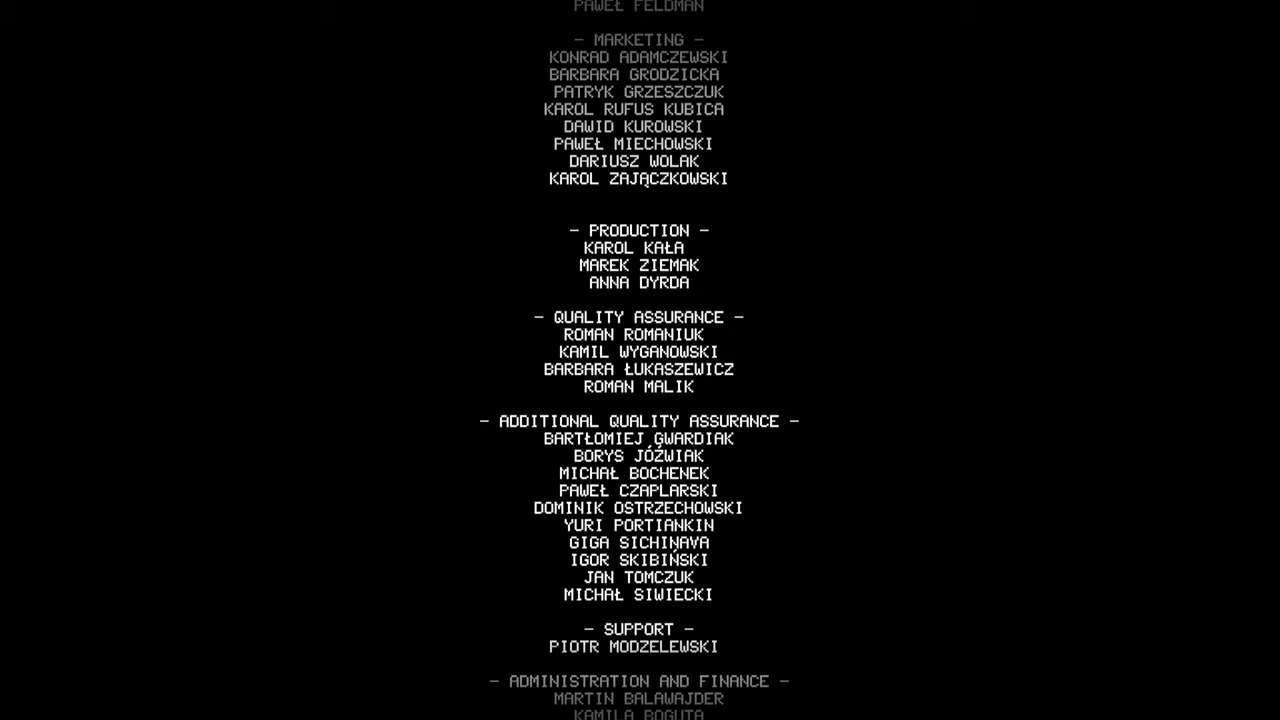 PAWEŁ FELDMAN
- MARKETING -
KONRAD ADAMCZEWSKI
BARBARA GRODZICKA
PATRYK GRZESZCZUK
KAROL RUFUS KUBICA
DAWID KUROWSKI
PAWEŁ MIECHOWSKI
DARIUSZ WOLAK
KAROL ZAJĄCZKOWSKI
- PRODUCTION -
KAROL KAŁA
MAREK ZIEMAK
ANNA DYRDA
- QUALITY ASSURANCE -
ROMAN ROMANIUK
KAMIL WYGANOWSKI
BARBARA ŁUKASZEWICZ
ROMAN MALIK
- ADDITIONAL QUALITY ASSURANCE -
BARTŁOMIEJ GWARDIAK
BORYS JÓŹWIAK
MICHAŁ BOCHENEK
PAWEŁ CZAPLARSKI
DOMINIK OSTRZECHOWSKI
YURI PORTIANKIN
GIGA SICHINAVA
IGOR SKIBIŃSKI
JAN TOMCZUK
MICHAŁ SIWIECKI
- SUPPORT -
PIOTR MODZELEWSKI
- ADMINISTRATION AND FINANCE -
MARTIN BALAWAJDER
KAMILA BOGUTA